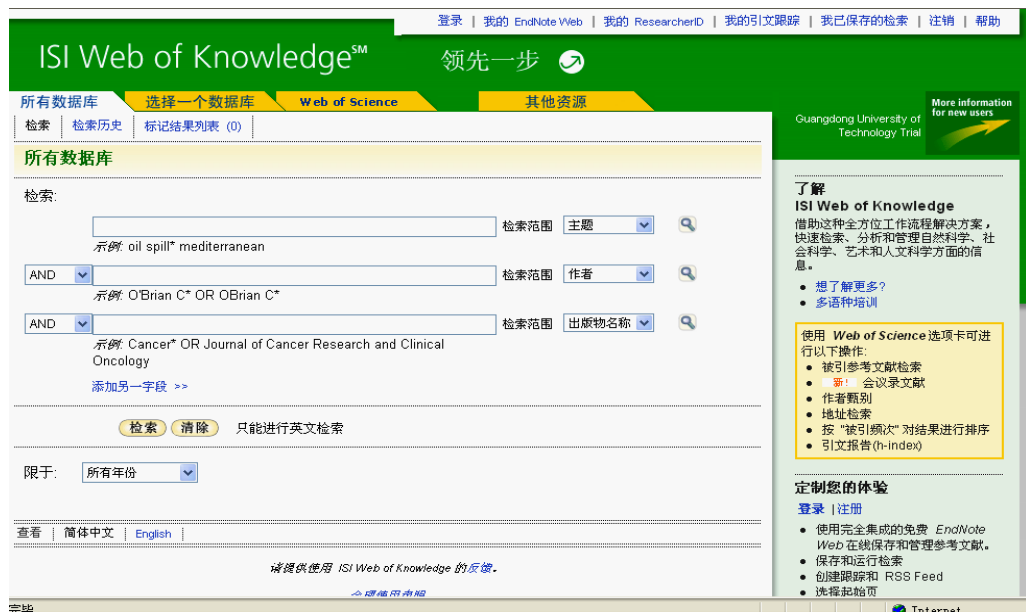 登录 | 我的 EndNote Web | 我的 ResearcherID | 我的引文跟踪 | 我已保存的检索 | 注销 | 帮助
ISI Web of Knowledge℠ 领先一步
所有数据库 选择一个数据库 Web of Science 其他资源
检索 | 检索历史 | 标记结果列表 (0)
Guangdong University of
Technology Trial
More information
for new users
所有数据库
检索:
检索范围 主题
示例: oil spill* mediterranean
AND 检索范围 作者
示例: O'Brian C* OR OBrian C*
AND 检索范围 出版物名称
示例: Cancer* OR Journal of Cancer Research and Clinical
Oncology
添加另一字段 >>
检索 清除 只能进行英文检索
限于: 所有年份
查看 | 简体中文 | English |
请提供使用 ISI Web of Knowledge 的反馈。
了解
ISI Web of Knowledge
借助这种全方位工作流程解决方案，
快速检索、分析和管理自然科学、社
会科学、艺术和人文科学方面的信
息。
• 想了解更多?
• 多语种培训
使用 Web of Science 选项卡可进
行以下操作:
• 被引参考文献检索
• 新! 会议录文献
• 作者甄别
• 地址检索
• 按 "被引频次" 对结果进行排序
• 引文报告(h-index)
定制您的体验
登录 | 注册
• 使用完全集成的免费 EndNote
Web 在线保存和管理参考文献。
• 保存和运行检索
• 创建跟踪和 RSS Feed
• 选择起始页
完毕
Internet